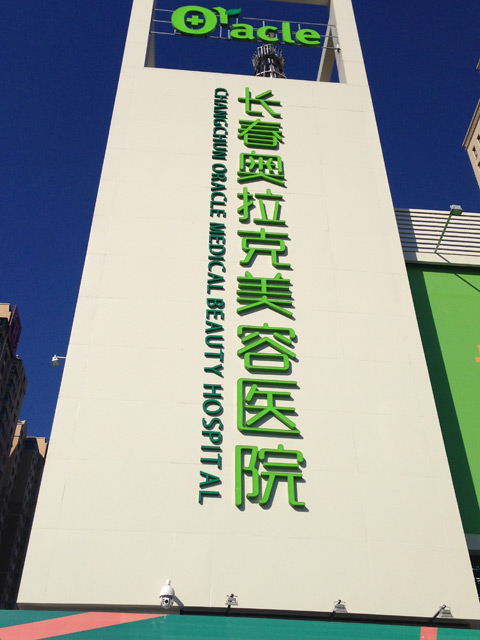 Oracle
长春奥拉克美容医院
CHANGCHUN ORACLE MEDICAL BEAUTY HOSPITAL